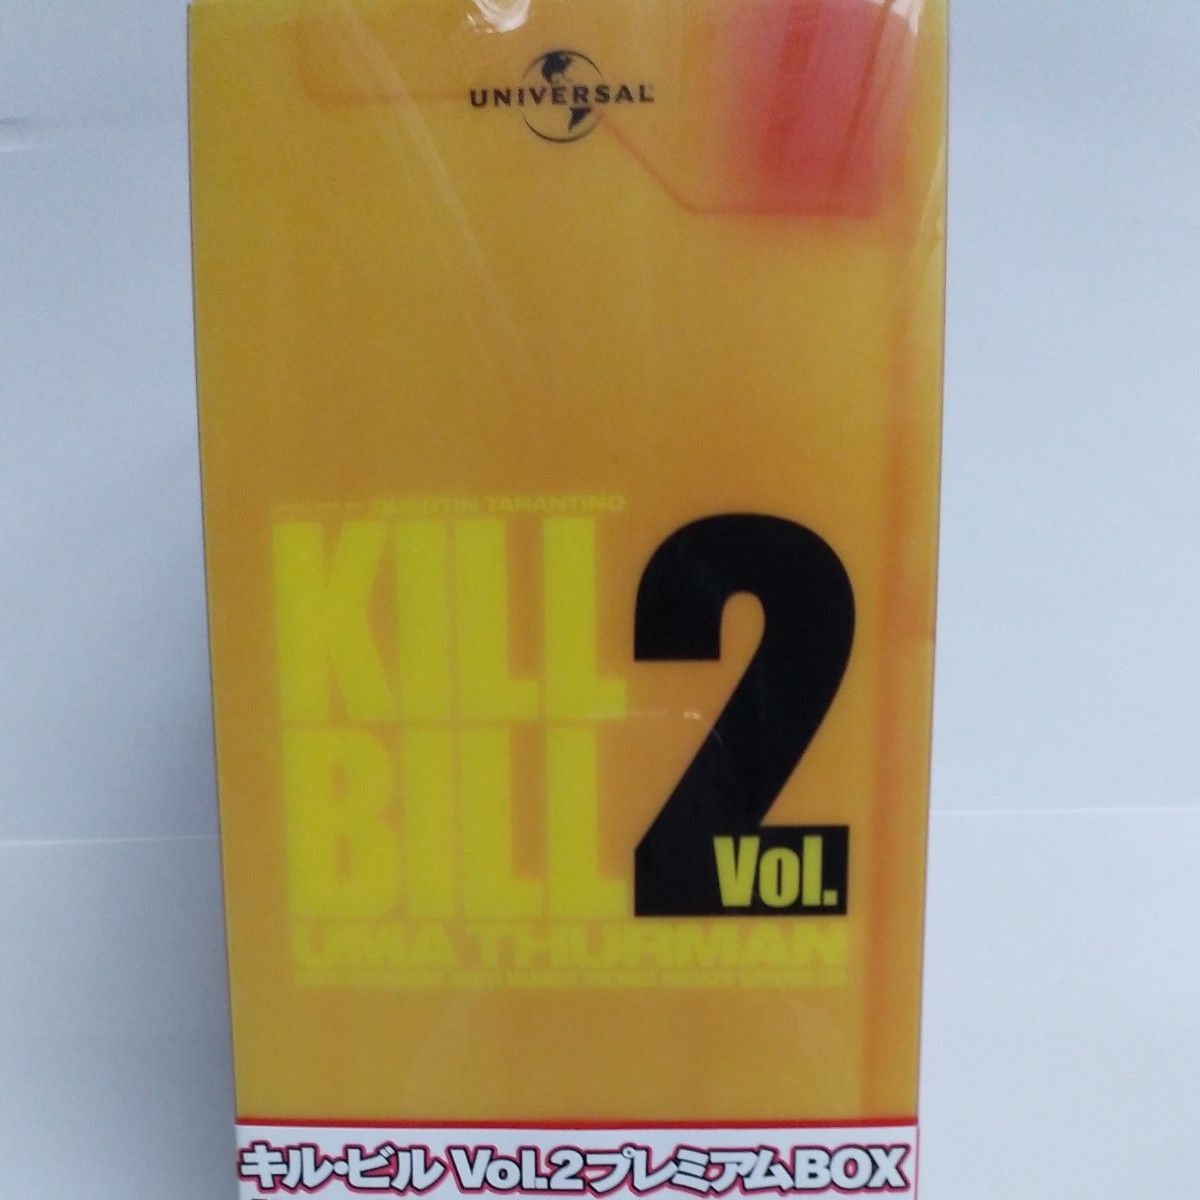 UNIVERSAL
QUENTIN TARANTINO
KILL
BILL
2
Vol.
UMA THURMAN
キル・ビル Vol.2プレミアムBOX